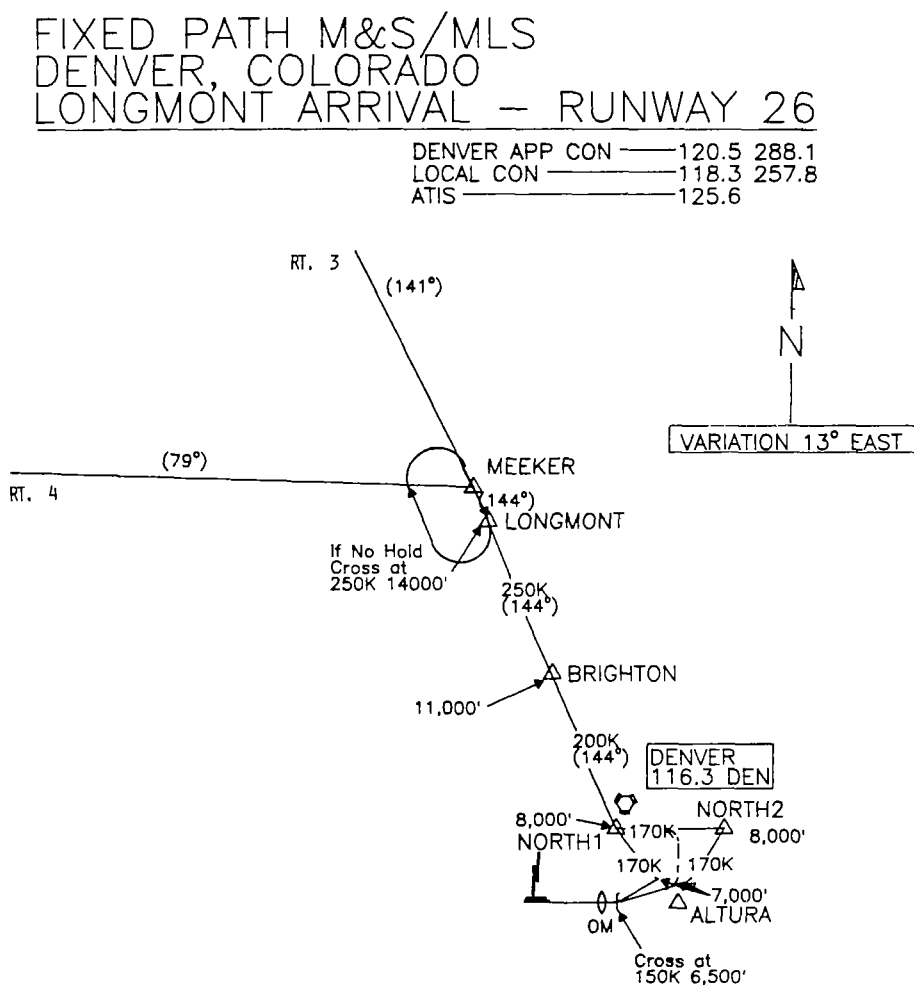 FIXED PATH M&S/MLS
DENVER, COLORADO
LONGMONT ARRIVAL – RUNWAY 26
DENVER APP CON 120.5 288.1
LOCAL CON 118.3 257.8
ATIS 125.6
RT. 3
(141°)
N
VARIATION 13° EAST
(79°)
RT. 4
MEEKER
144°)
LONGMONT
If No Hold
Cross at
250K 14000'
250K
(144°)
BRIGHTON
11,000'
200K
(144°)
DENVER
116.3 DEN
8,000'
NORTH1
170K
NORTH2
8,000'
170K
170K
7,000'
ALTURA
OM
Cross at
150K 6,500'